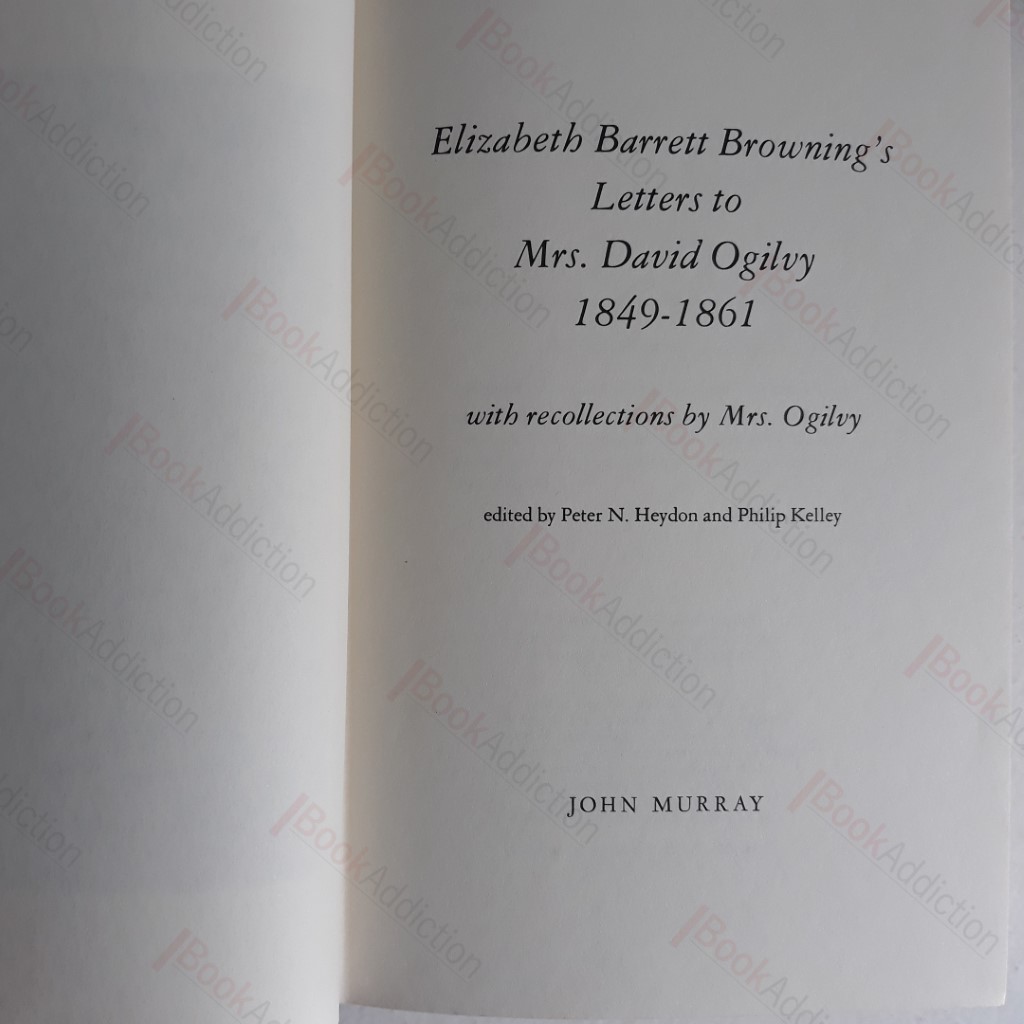 Elizabeth Barrett Browning's
Letters to
Mrs. David Ogilvy
1849-1861
with recollections by Mrs. Ogilvy
edited by Peter N. Heydon and Philip Kelley
JOHN MURRAY
BookAddiction